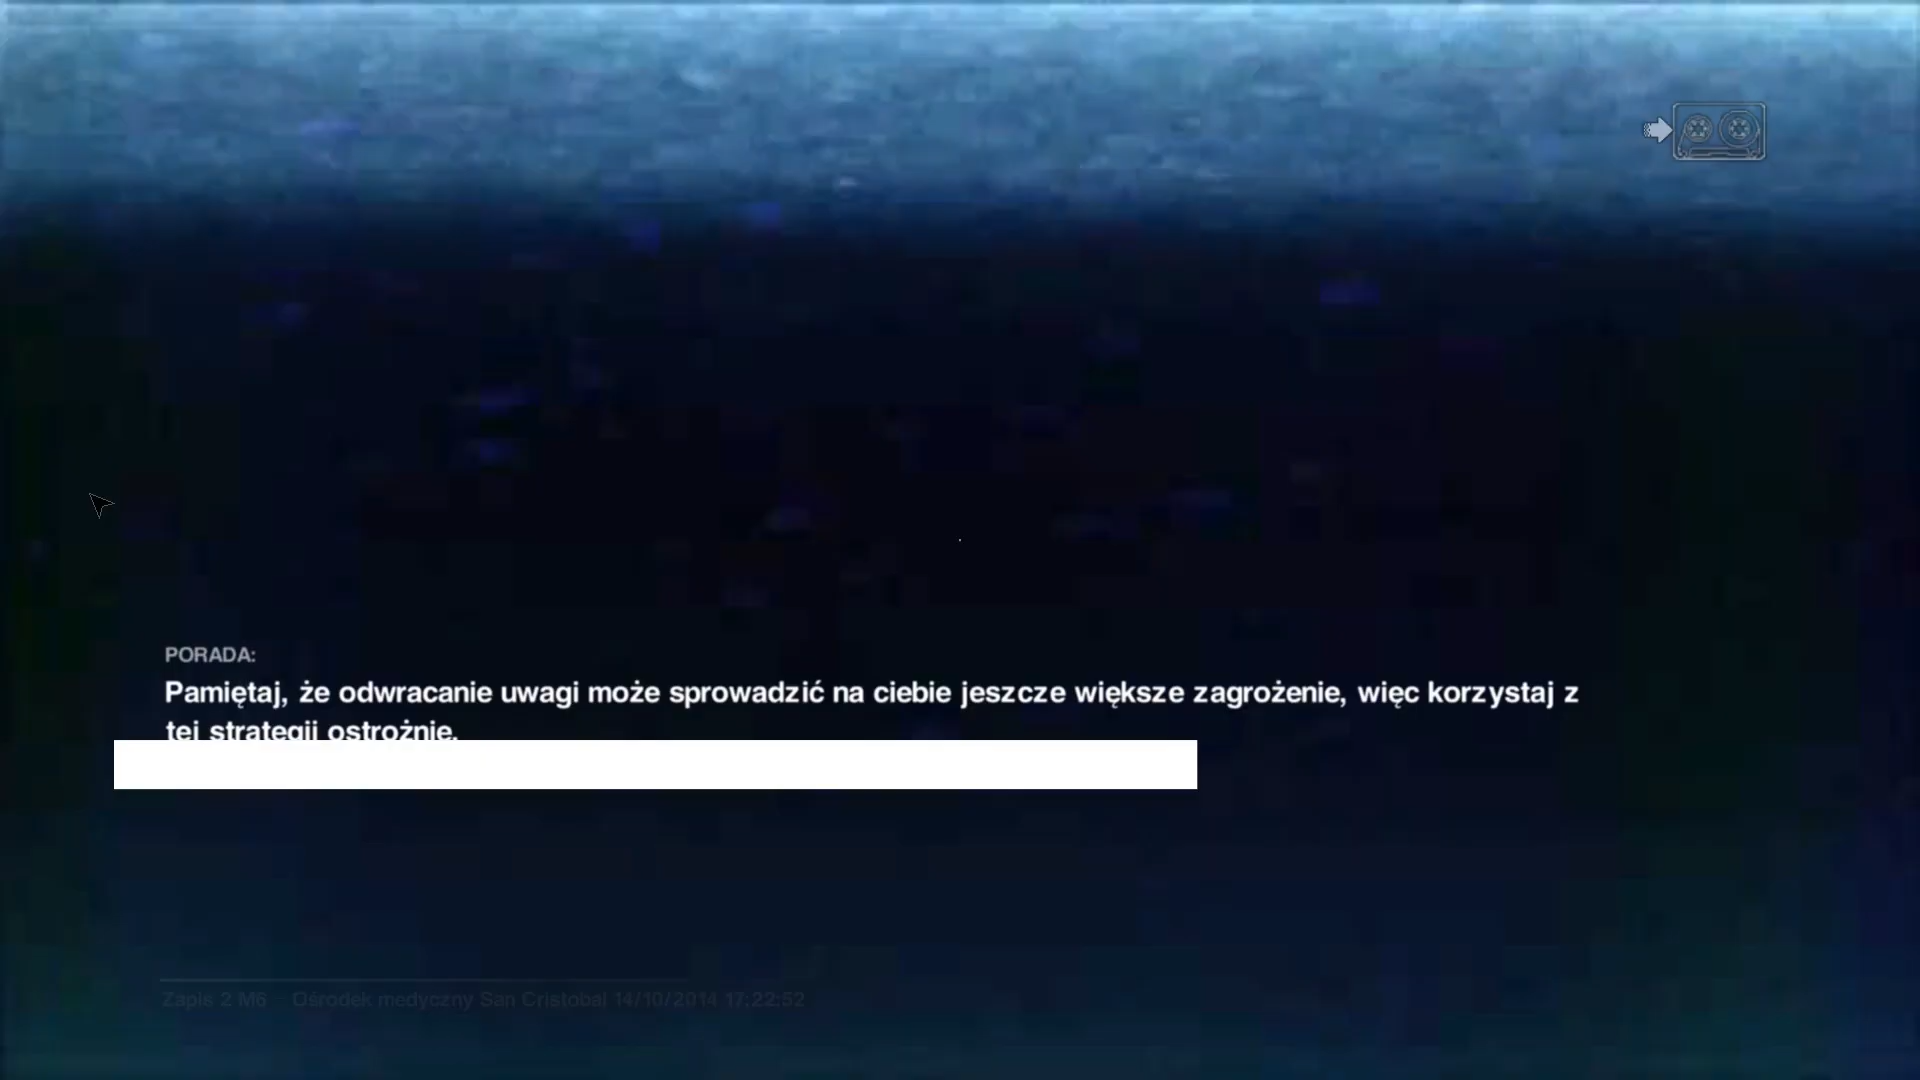 PORADA:
Pamiętaj, że odwracanie uwagi może sprowadzić na ciebie jeszcze większe zagrożenie, więc korzystaj z
tej strategii ostrożnie.
Zapis 2 M6 Ośrodek medyczny San Cristobal 14/10/2014 17:22:52